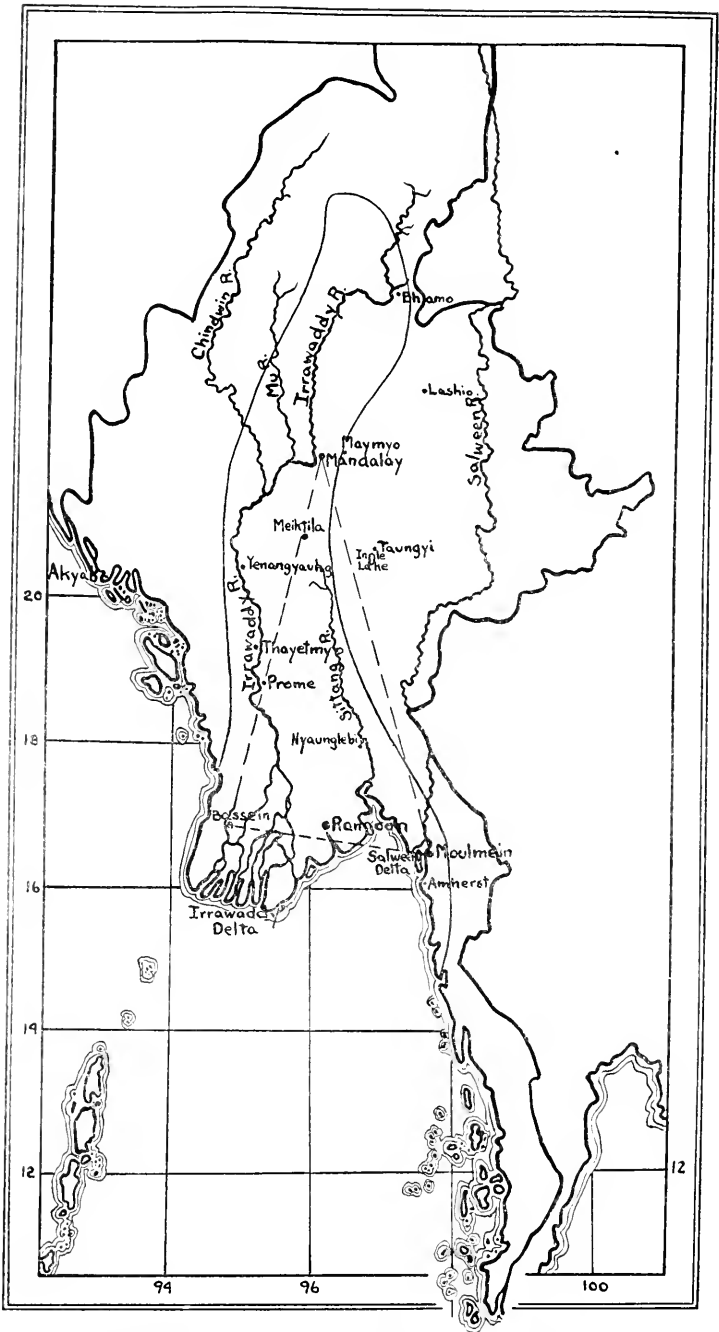 Chindwin R.
Mu R.
Irrawaddy R.
Bhamo
Lashio
Salween R.
Maymyo
Mandalay
Meiktila
Taungyi
Inle
Lake
Yenangyaung
Akyab
20
Irrawaddy R.
Thayetmyo
Sittang R.
Prome
18
Nyaunglebin
Bassein
Rangoon
Moulmein
Salween
Delta
16
Amherst
Irrawaddy
Delta
14
12
12
94
96
100